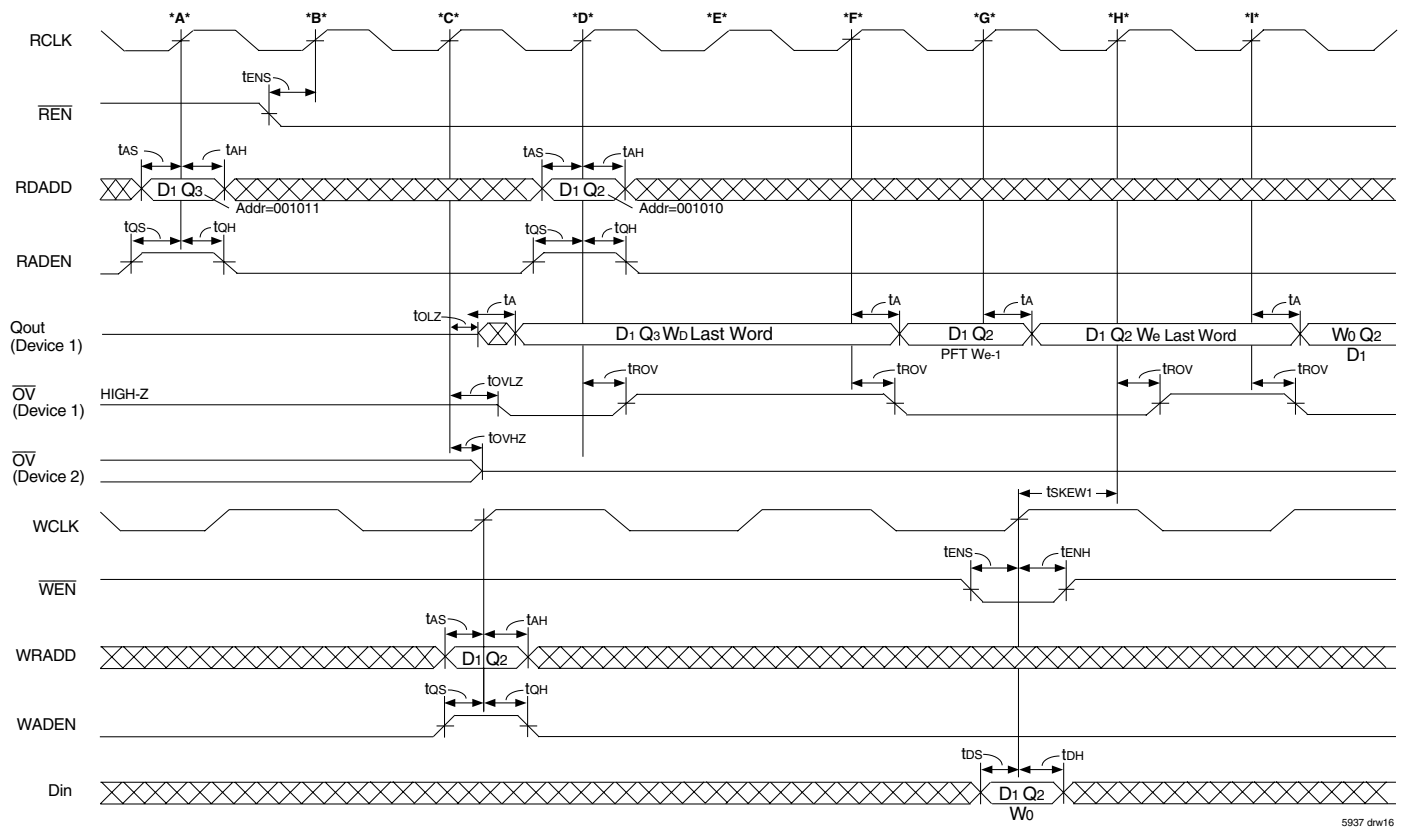 *A* *B* *C* *D* *E* *F* *G* *H* *I*
RCLK
tENS
REN
tAS tAH tAS tAH
RDADD D1 Q3 D1 Q2
Addr=001011 Addr=001010
tQS tQH tQS tQH
RADEN
tOLZ tA tA tA tA
Qout
(Device 1)
D1 Q3 WD Last Word D1 Q2 D1 Q2 We Last Word W0 Q2
PFT We-1 D1
tOVLZ tROV tROV tROV tROV
OV
(Device 1)
HIGH-Z
tOVHZ
OV
(Device 2)
tSKEW1
WCLK
tENS tENH
WEN
tAS tAH
WRADD D1 Q2
tQS tQH
WADEN
tDS tDH
Din D1 Q2
W0
5937 drw16